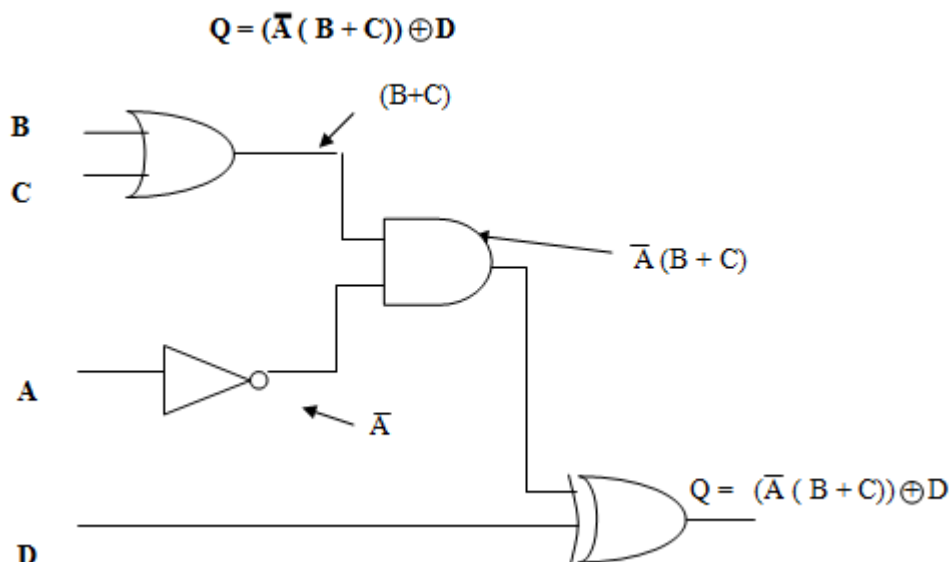 Q = (A̅ ( B + C)) ⊕ D
(B+C)
B
C
A̅ (B + C)
A
A̅
Q = (A̅ ( B + C)) ⊕ D
D